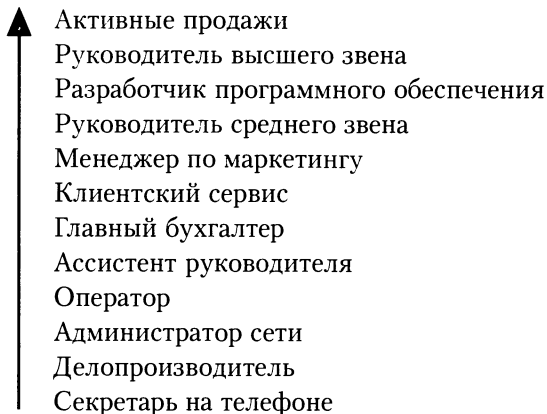 Активные продажи
Руководитель высшего звена
Разработчик программного обеспечения
Руководитель среднего звена
Менеджер по маркетингу
Клиентский сервис
Главный бухгалтер
Ассистент руководителя
Оператор
Администратор сети
Делопроизводитель
Секретарь на телефоне